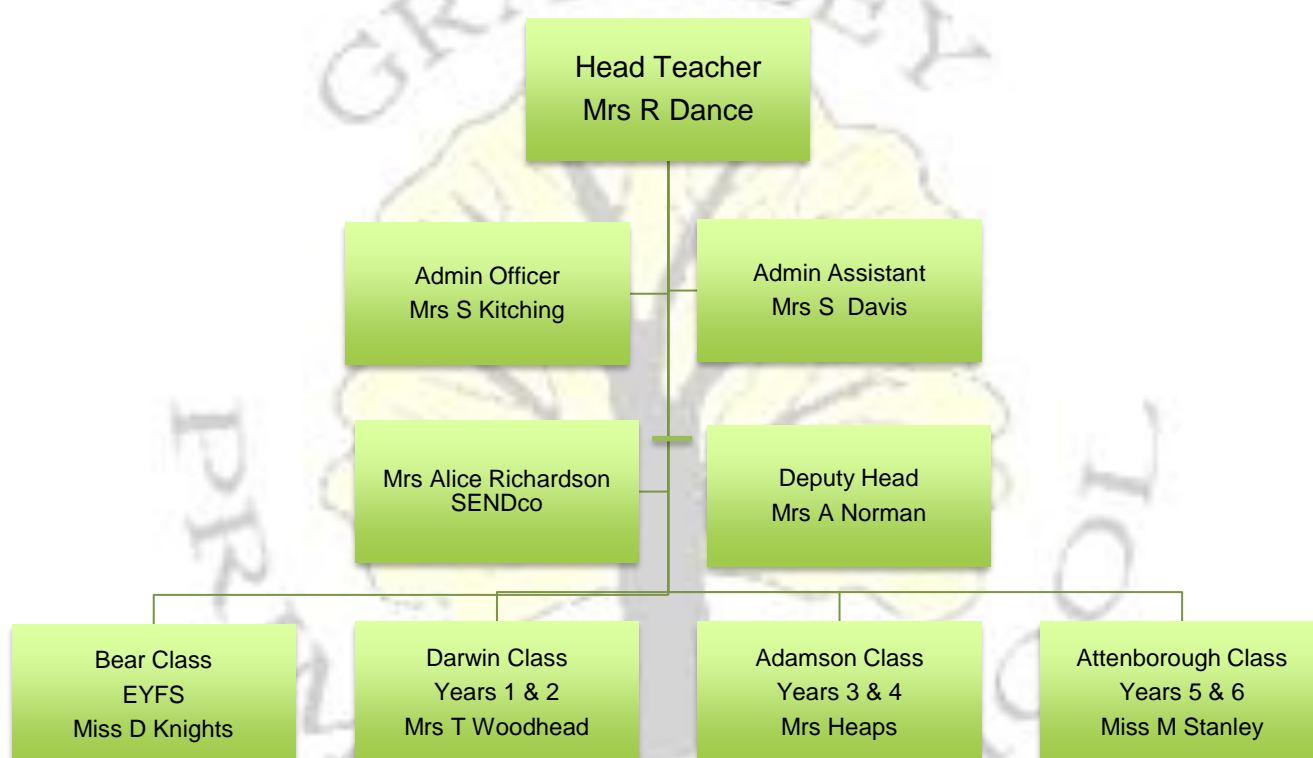 Head Teacher
Mrs R Dance
Admin Officer
Mrs S Kitching
Admin Assistant
Mrs S Davis
Mrs Alice Richardson
SENDco
Deputy Head
Mrs A Norman
Bear Class
EYFS
Miss D Knights
Darwin Class
Years 1 & 2
Mrs T Woodhead
Adamson Class
Years 3 & 4
Mrs Heaps
Attenborough Class
Years 5 & 6
Miss M Stanley